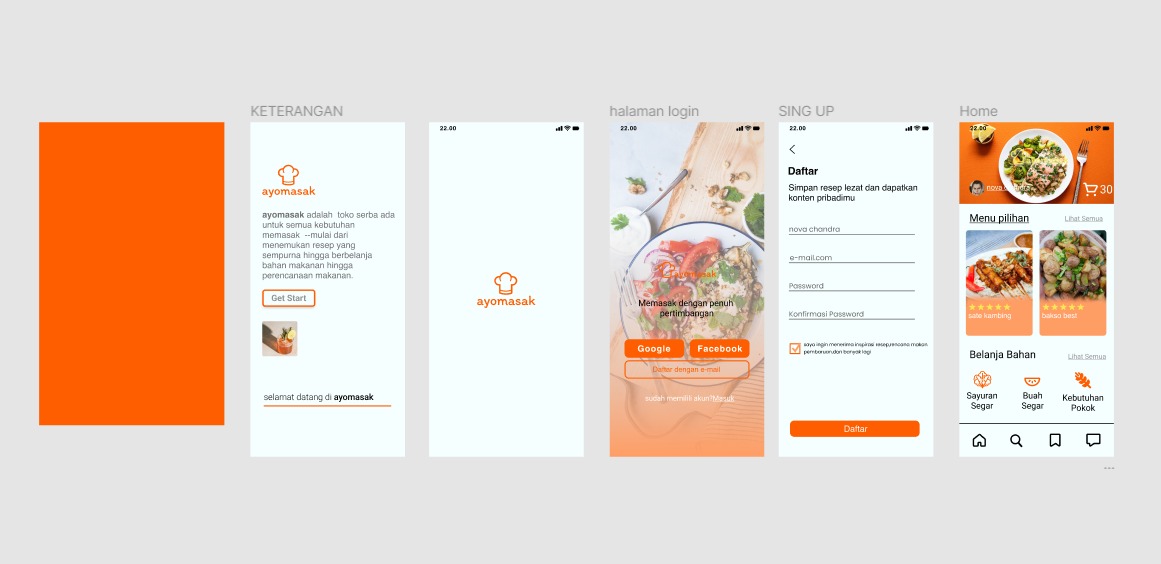 KETERANGAN
ayomasak
ayomasak adalah toko serba ada
untuk semua kebutuhan
memasak --mulai dari
menemukan resep yang
sempurna hingga berbelanja
bahan makanan hingga
perencanaan makanan.
Get Start
selamat datang di ayomasak
22.00
ayomasak
halaman login
22.00
ayomasak
Memasak dengan penuh
pertimbangan
Google
Facebook
Daftar dengan e-mail
sudah memiliii akun?Masuk
SING UP
22.00
Daftar
Simpan resep lezat dan dapatkan
konten pribadimu
nova chandra
e-mail.com
Password
Konfirmasi Password
saya ingin menerima inspirasi resep,rencana makan
pembaruan,dan banyak lagi
Daftar
Home
22.00
nova
30
Menu pilihan
Lihat Semua
sate kambing
bakso besi
Belanja Bahan
Lihat Semua
Sayuran
Segar
Buah
Segar
Kebutuhan
Pokok